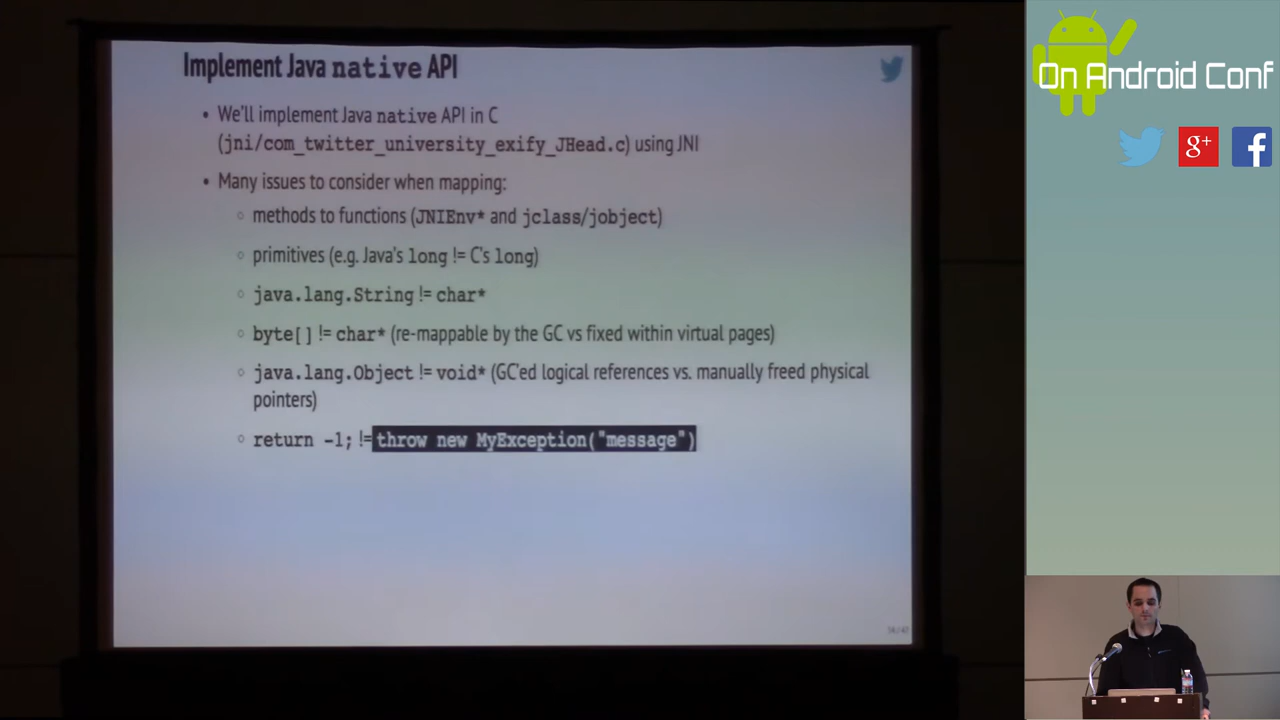 Implement Java native API
• We'll implement Java native API in C
(jni/com_twitter_university_exify_JHead.c) using JNI
• Many issues to consider when mapping:
◦ methods to functions (JNIEnv* and jclass/jobject)
◦ primitives (e.g. Java's long != C's long)
◦ java.lang.String != char*
◦ byte[] != char* (re-mappable by the GC vs fixed within virtual pages)
◦ java.lang.Object != void* (GC'ed logical references vs. manually freed physical
pointers)
◦ return -1; != throw new MyException("message")
On Android Conf
g+
f